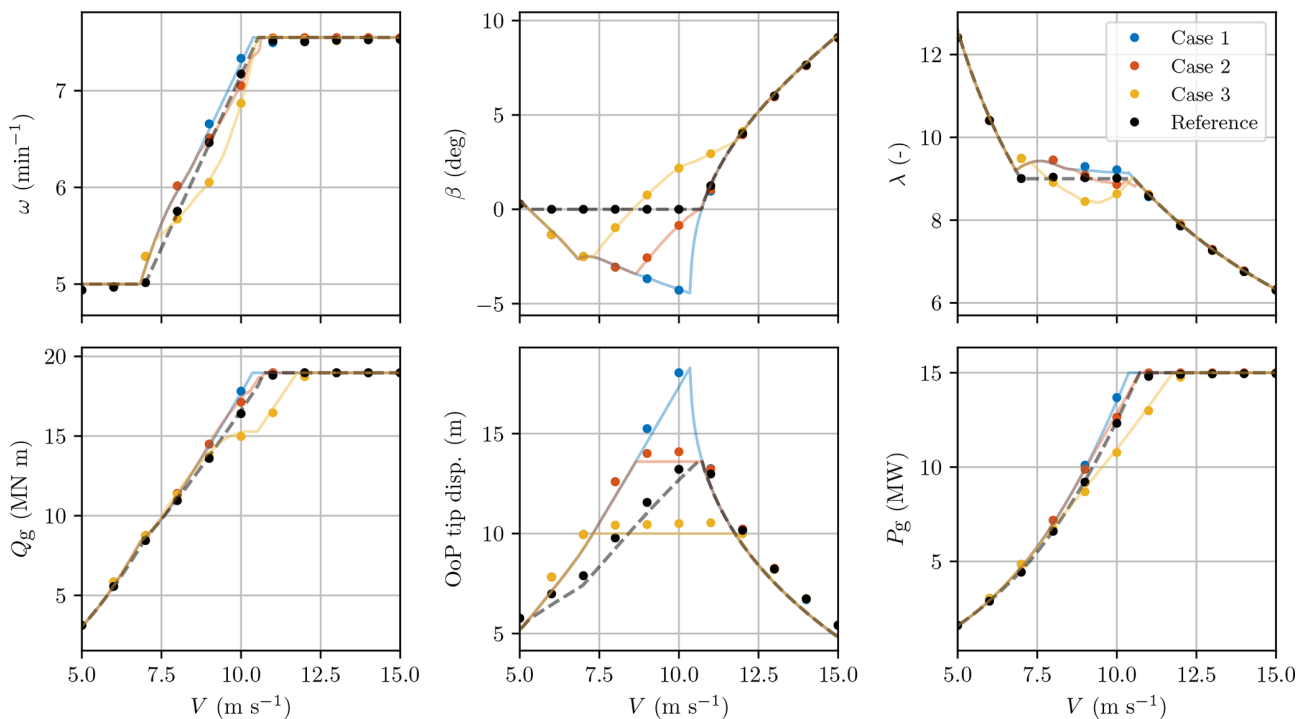 7
6
5
ω (min⁻¹)
10
5
0
−5
β (deg)
12
10
8
6
λ (-)
Case 1
Case 2
Case 3
Reference
20
15
10
5
Qg (MN m)
5.0 7.5 10.0 12.5 15.0
V (m s⁻¹)
15
10
5
OoP tip disp. (m)
5.0 7.5 10.0 12.5 15.0
V (m s⁻¹)
15
10
5
Pg (MW)
5.0 7.5 10.0 12.5 15.0
V (m s⁻¹)